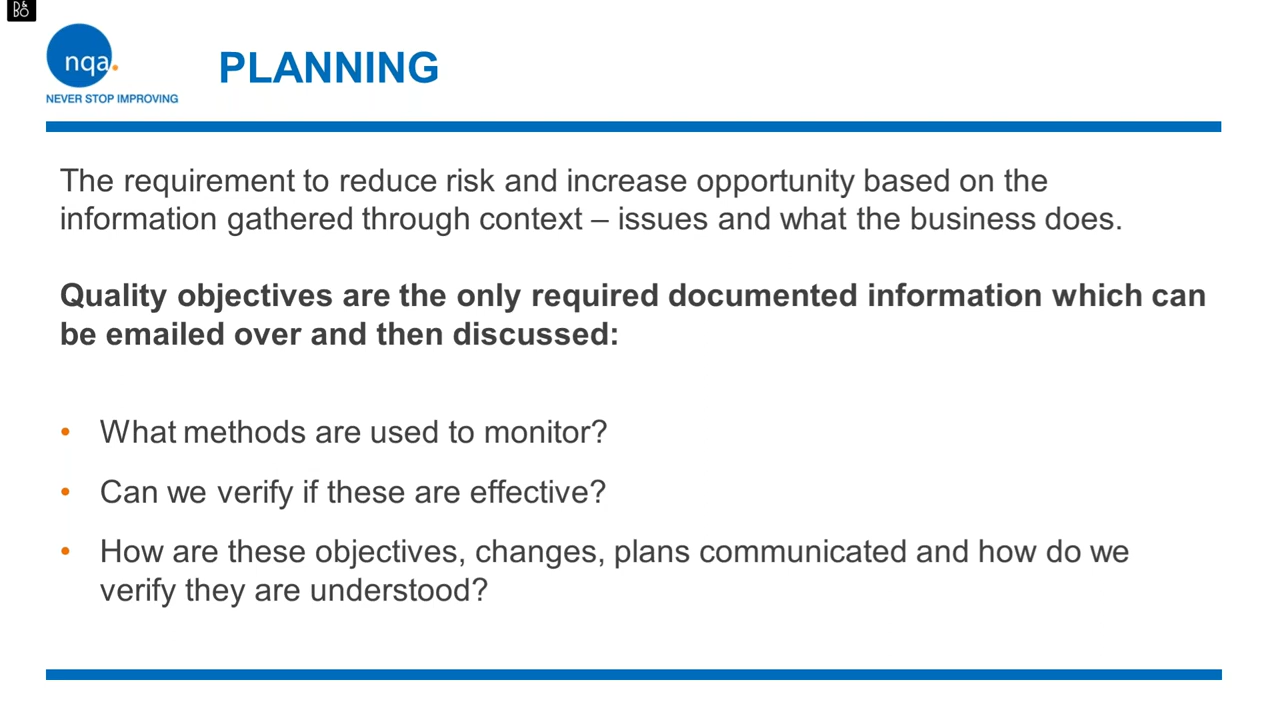 B&O
nqa.
NEVER STOP IMPROVING
PLANNING
The requirement to reduce risk and increase opportunity based on the
information gathered through context – issues and what the business does.
Quality objectives are the only required documented information which can
be emailed over and then discussed:
• What methods are used to monitor?
• Can we verify if these are effective?
• How are these objectives, changes, plans communicated and how do we
verify they are understood?